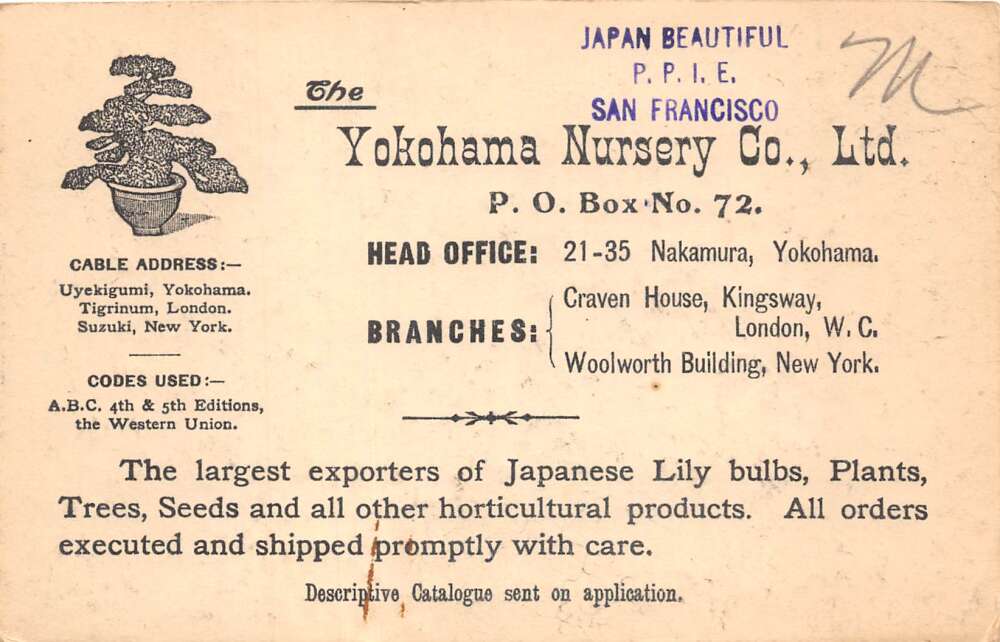 JAPAN BEAUTIFUL
P. P. I. E.
SAN FRANCISCO
M
The
Yokohama Nursery Co., Ltd.
P. O. Box No. 72.
HEAD OFFICE: 21-35 Nakamura, Yokohama.
BRANCHES: Craven House, Kingsway,
London, W. C.
Woolworth Building, New York.
CABLE ADDRESS:—
Uyekigumi, Yokohama.
Tigrinum, London.
Suzuki, New York.
CODES USED:—
A.B.C. 4th & 5th Editions,
the Western Union.
The largest exporters of Japanese Lily bulbs, Plants,
Trees, Seeds and all other horticultural products. All orders
executed and shipped promptly with care.
Descriptive Catalogue sent on application.